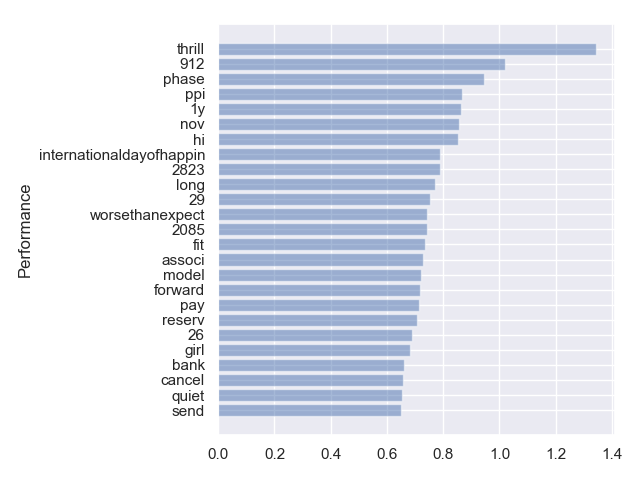 thrill
912
phase
ppi
1y
nov
hi
internationaldayofhappin
2823
long
29
worsethanexpect
2085
fit
associ
model
forward
pay
reserv
26
girl
bank
cancel
quiet
send
Performance
0.0 0.2 0.4 0.6 0.8 1.0 1.2 1.4